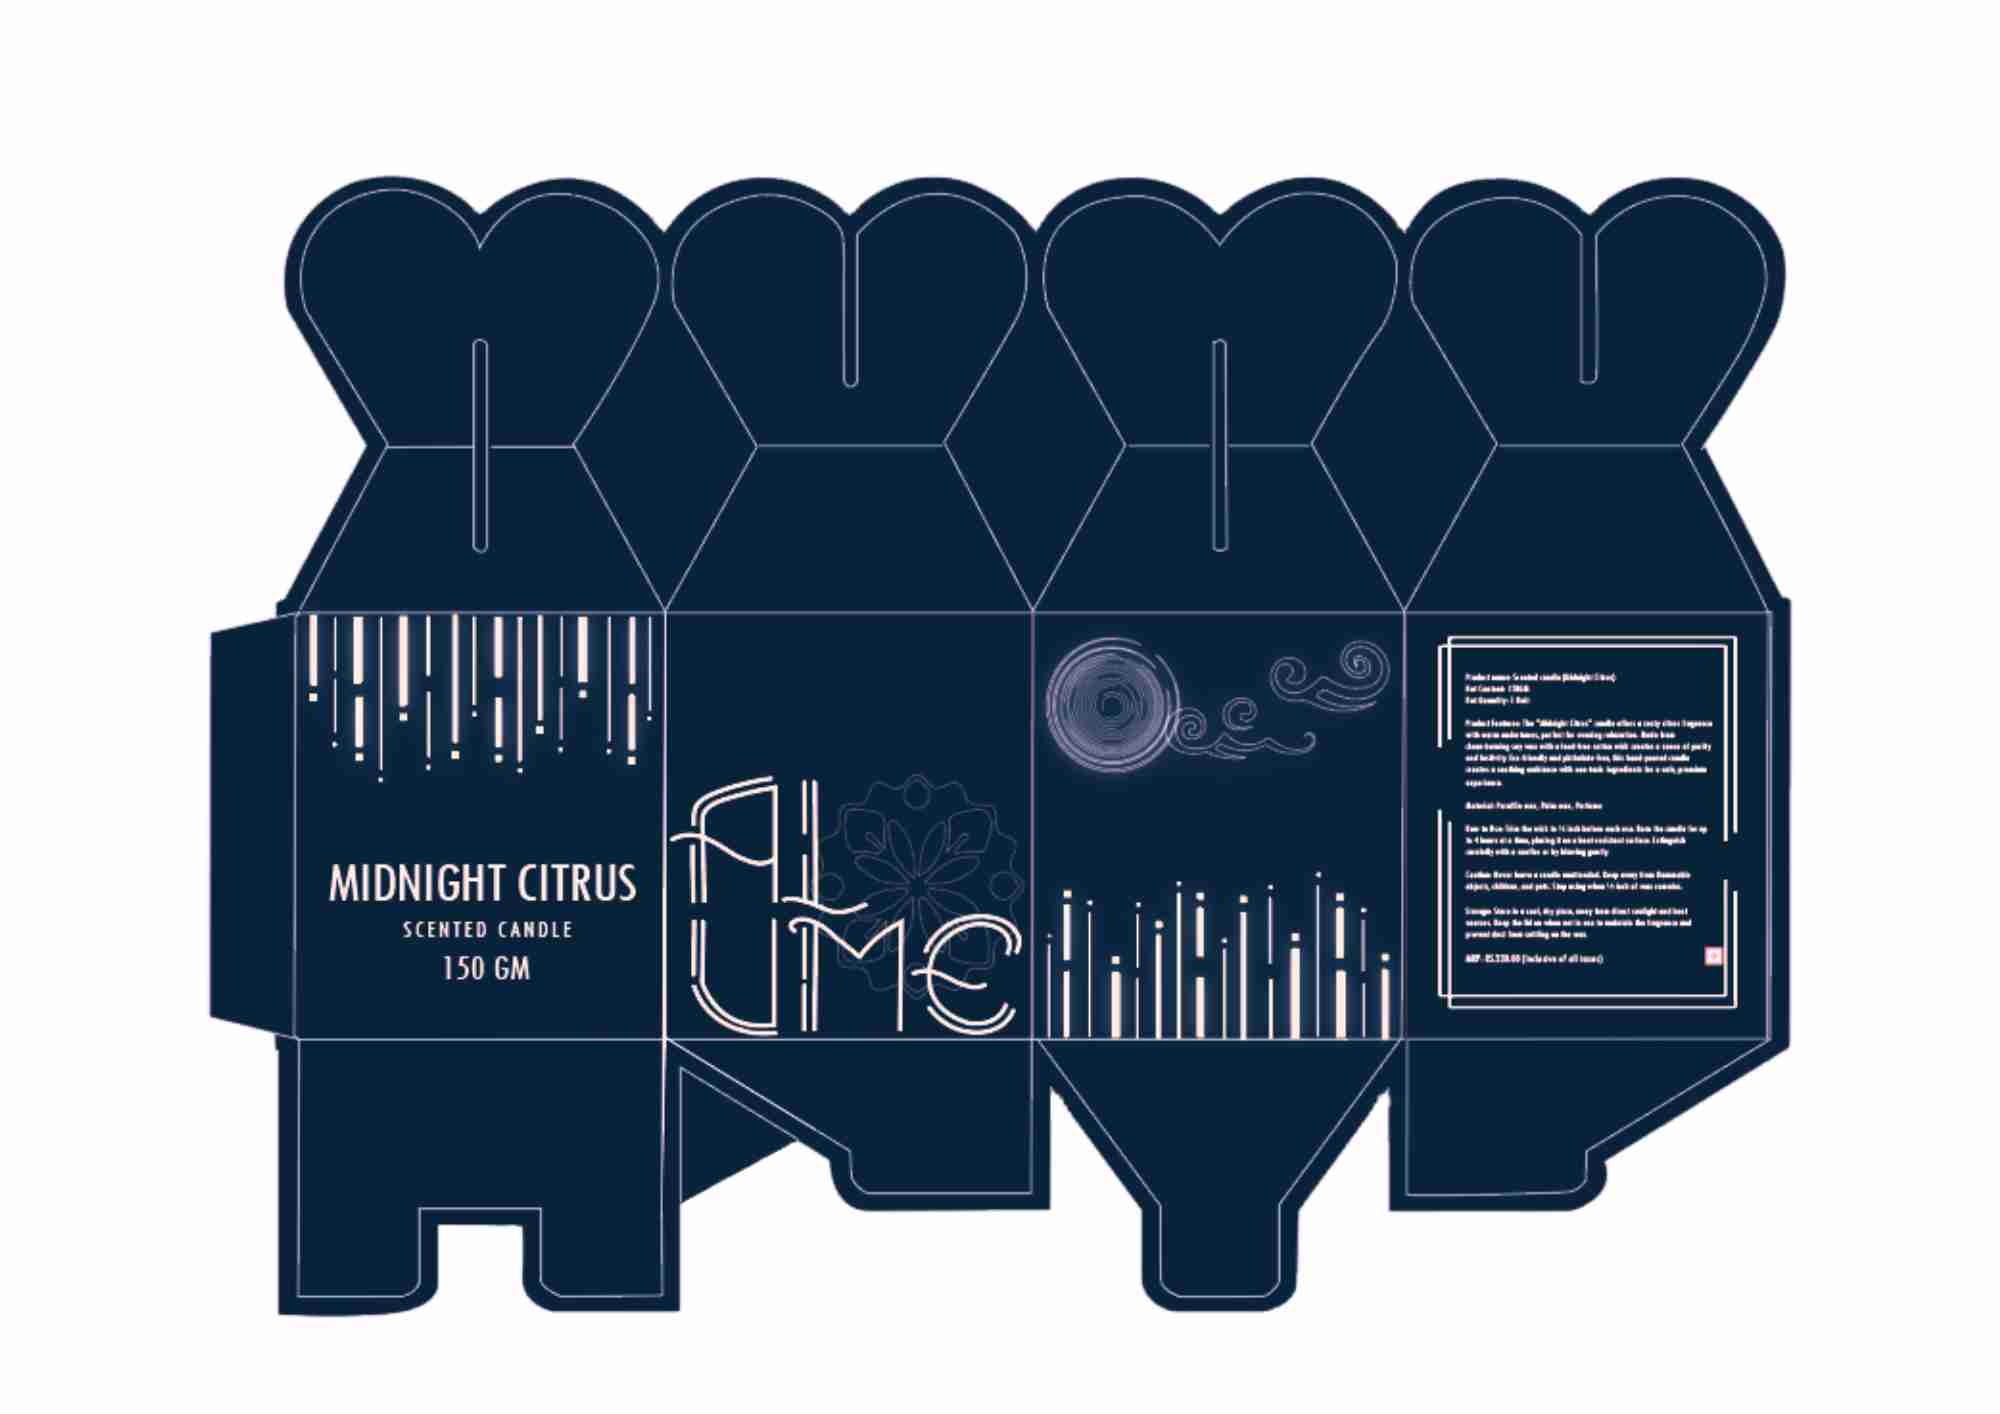 MIDNIGHT CITRUS
SCENTED CANDLE
150 GM
Product name: Scented candle (Midnight Citrus)
Net Content: 150GM
Net Quantity: 1 Unit
Product Features: The "Midnight Citrus" candle offers a zesty citrus fragrance
with warm undertones, perfect for evening relaxation. Made from
clean-burning soy wax with a lead-free cotton wick creates a sense of purity
and festivity. Eco-friendly and phthalate-free, this hand-poured candle
creates a soothing ambiance with non-toxic ingredients for a safe, premium
experience.
Material: Paraffin wax, Palm wax, Perfume
How to Use: Trim the wick to ¼ inch before each use. Burn the candle for up
to 4 hours at a time, placing it on a heat-resistant surface. Extinguish
carefully with a snuffer or by blowing gently.
Caution: Never leave a candle unattended. Keep away from flammable
objects, children, and pets. Stop using when ½ inch of wax remains.
Storage: Store in a cool, dry place, away from direct sunlight and heat
sources. Keep the lid on when not in use to maintain the fragrance and
prevent dust from settling on the wax.
MRP: RS.220.00 (Inclusive of all taxes)